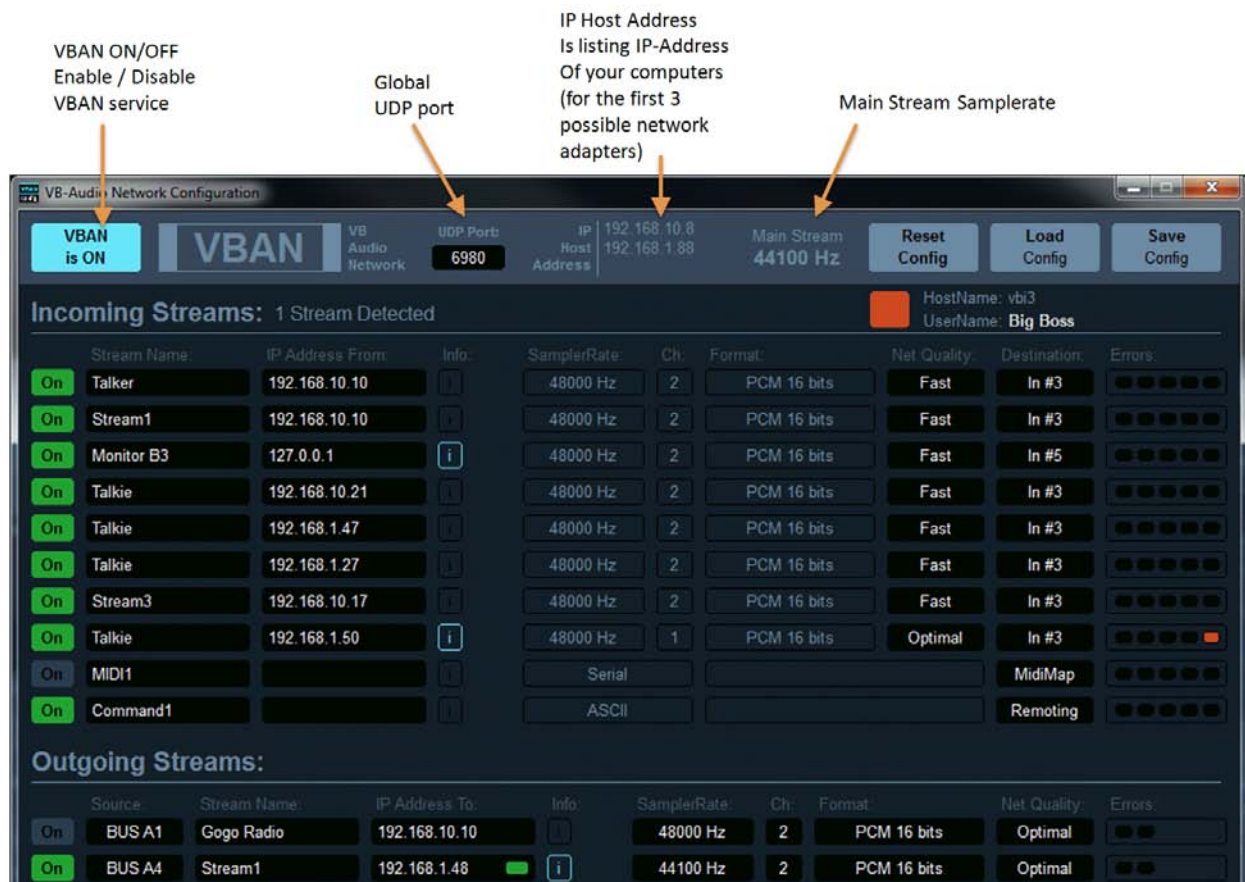 IP Host Address
Is listing IP-Address
Of your computers
(for the first 3
possible network
adapters)
VBAN ON/OFF
Enable / Disable
VBAN service
Global
UDP port
Main Stream Samplerate
VB-Audio Network Configuration
VBAN is ON
VBAN
VB Audio Network
UDP Port:
6980
IP Host Address
192.168.10.8
192.168.1.88
Main Stream
44100 Hz
Reset Config
Load Config
Save Config
Incoming Streams: 1 Stream Detected
HostName: vbi3
UserName: Big Boss
Stream Name: IP Address From: Info: SamplerRate: Ch: Format: Net Quality: Destination: Errors:
On Talker 192.168.10.10 i 48000 Hz 2 PCM 16 bits Fast In #3
On Stream1 192.168.10.10 i 48000 Hz 2 PCM 16 bits Fast In #3
On Monitor B3 127.0.0.1 i 48000 Hz 2 PCM 16 bits Fast In #5
On Talkie 192.168.10.21 i 48000 Hz 2 PCM 16 bits Fast In #3
On Talkie 192.168.1.47 i 48000 Hz 2 PCM 16 bits Fast In #3
On Talkie 192.168.1.27 i 48000 Hz 2 PCM 16 bits Fast In #3
On Stream3 192.168.10.17 i 48000 Hz 2 PCM 16 bits Fast In #3
On Talkie 192.168.1.50 i 48000 Hz 1 PCM 16 bits Optimal In #3
On MIDI1 i Serial MidiMap
On Command1 i ASCII Remoting
Outgoing Streams:
Source: Stream Name: IP Address To: Info: SamplerRate: Ch: Format: Net Quality: Errors:
On BUS A1 Gogo Radio 192.168.10.10 i 48000 Hz 2 PCM 16 bits Optimal
On BUS A4 Stream1 192.168.1.48 i 44100 Hz 2 PCM 16 bits Optimal